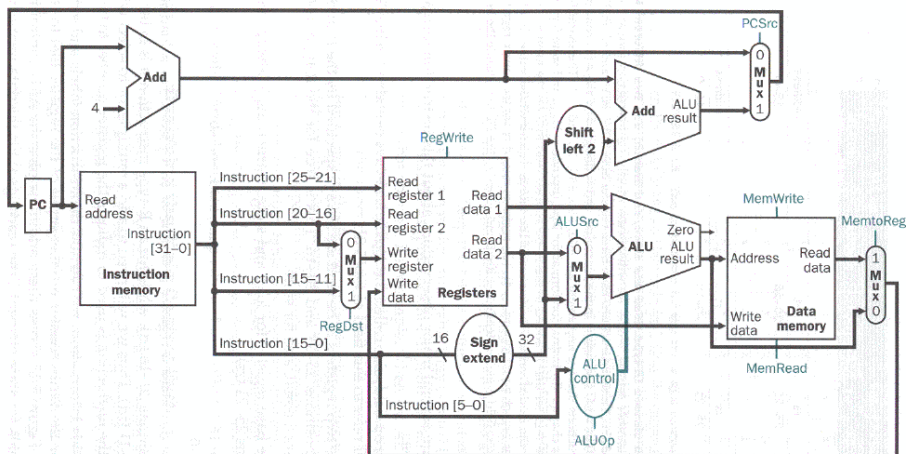 PCSrc
0
Mux
1
Add
4
Add
ALU
result
Shift
left 2
RegWrite
PC
Read
address
Instruction
[31–0]
Instruction
memory
Instruction [25–21]
Instruction [20–16]
Instruction [15–11]
Instruction [15–0]
0
Mux
1
RegDst
Read
register 1
Read
register 2
Write
register
Write
data
Read
data 1
Read
data 2
Registers
ALUSrc
0
Mux
1
Zero
ALU
ALU
result
MemWrite
Address
Read
data
Write
data
Data
memory
MemRead
MemtoReg
1
Mux
0
16
Sign
extend
32
Instruction [5–0]
ALU
control
ALUOp